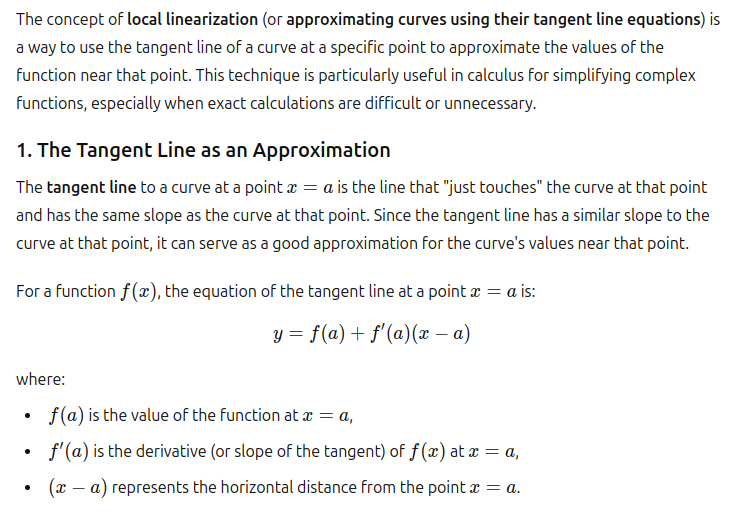 The concept of local linearization (or approximating curves using their tangent line equations) is
a way to use the tangent line of a curve at a specific point to approximate the values of the
function near that point. This technique is particularly useful in calculus for simplifying complex
functions, especially when exact calculations are difficult or unnecessary.
1. The Tangent Line as an Approximation
The tangent line to a curve at a point x = a is the line that "just touches" the curve at that point
and has the same slope as the curve at that point. Since the tangent line has a similar slope to the
curve at that point, it can serve as a good approximation for the curve's values near that point.
For a function f(x), the equation of the tangent line at a point x = a is:
y = f(a) + f′(a)(x − a)
where:
• f(a) is the value of the function at x = a,
• f′(a) is the derivative (or slope of the tangent) of f(x) at x = a,
• (x − a) represents the horizontal distance from the point x = a.